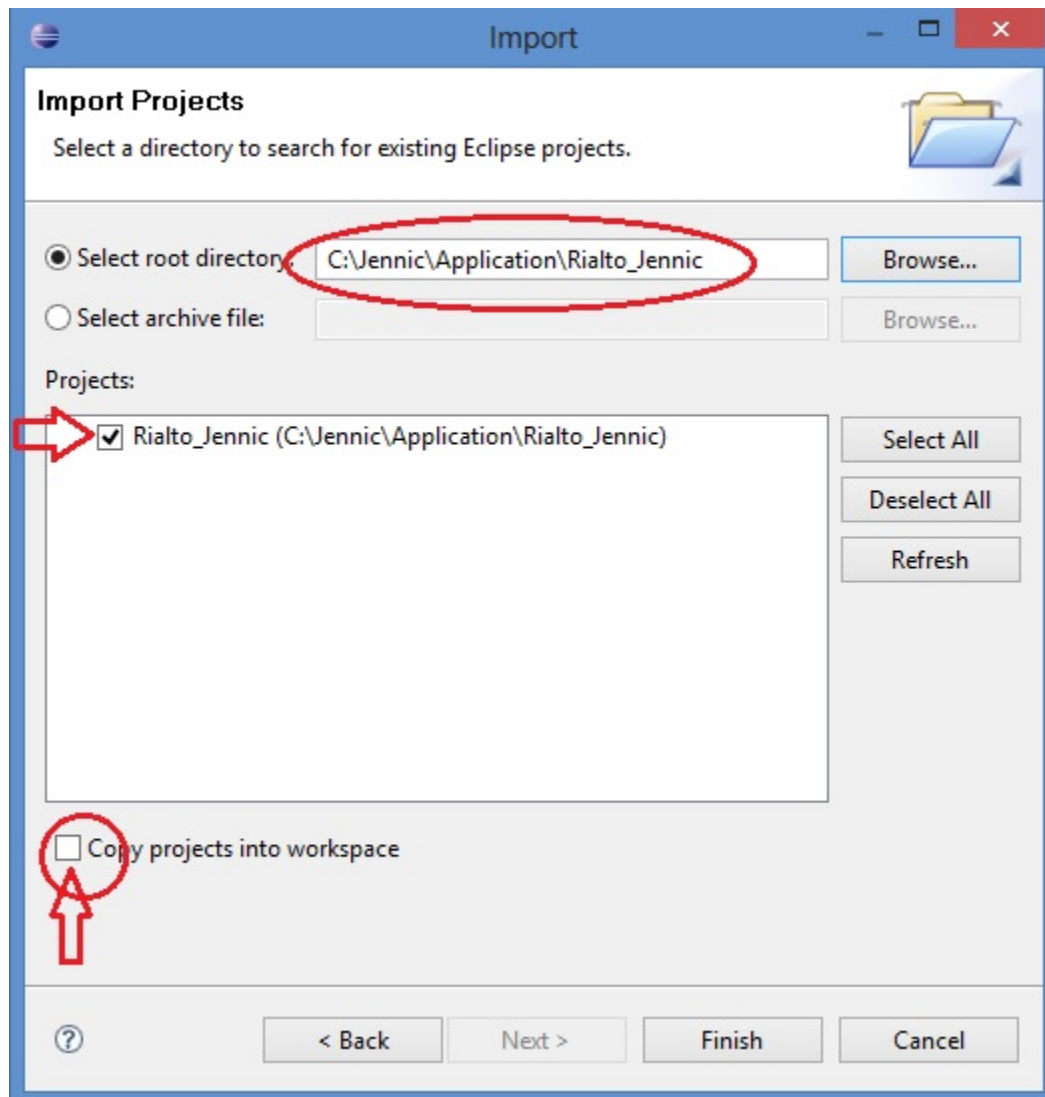 Import
Import Projects
Select a directory to search for existing Eclipse projects.
Select root directory: C:\Jennic\Application\Rialto_Jennic Browse...
Select archive file: Browse...
Projects:
Rialto_Jennic (C:\Jennic\Application\Rialto_Jennic) Select All
Deselect All
Refresh
Copy projects into workspace
? < Back Next > Finish Cancel